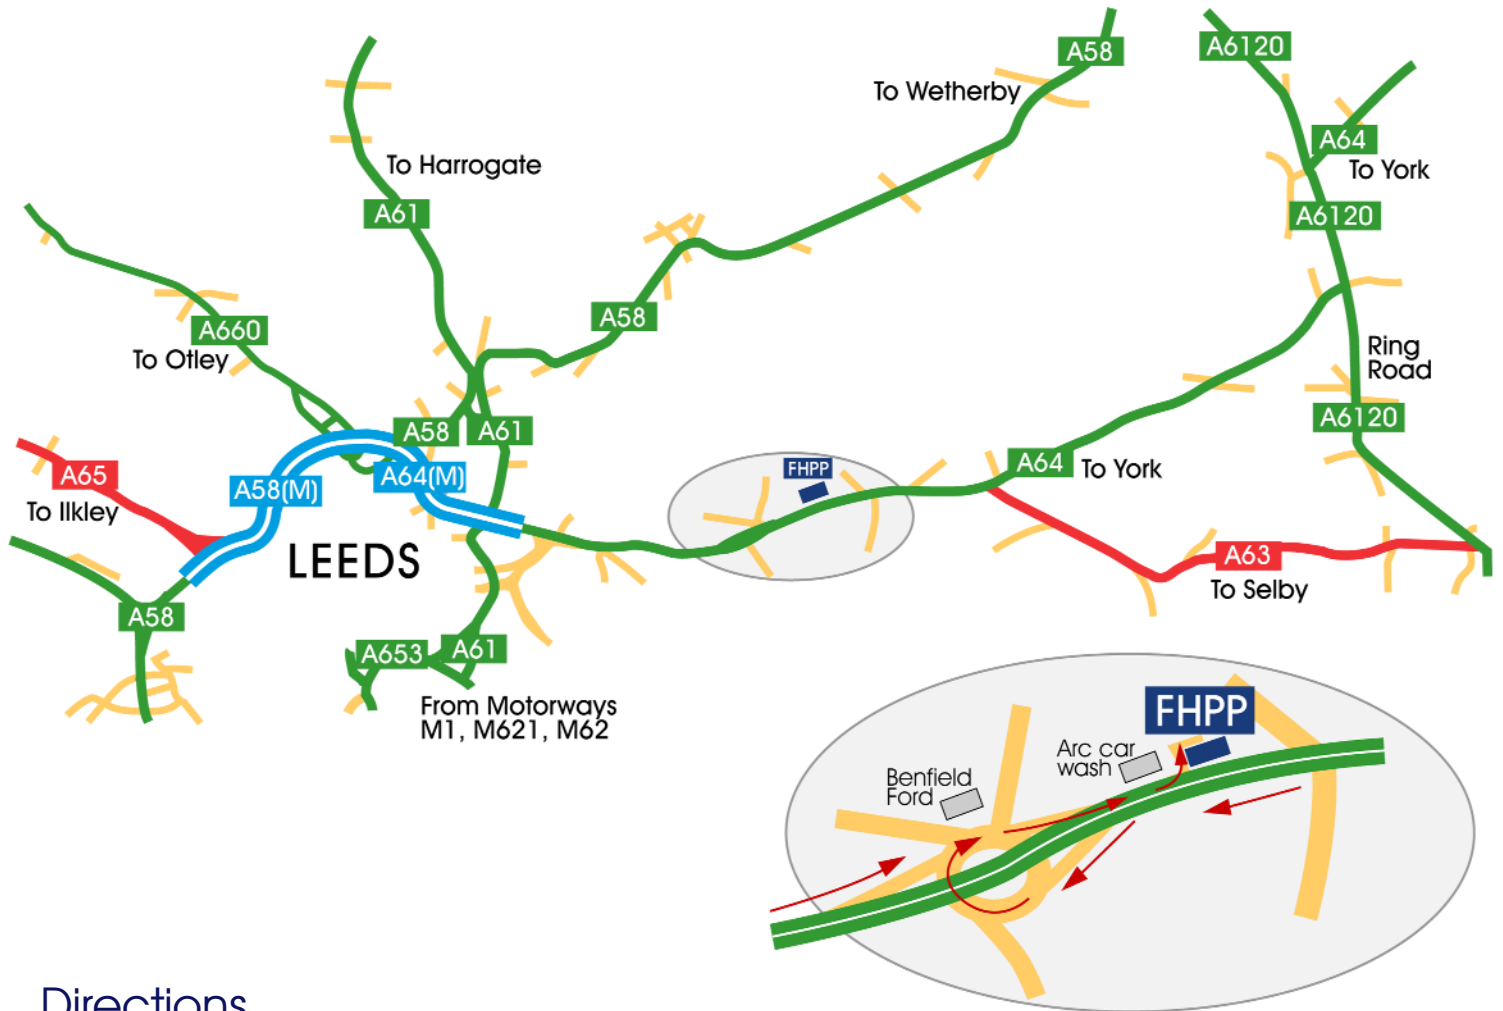 A58
A6120
To Wetherby
A64
To York
To Harrogate
A61
A6120
A58
A660
To Otley
Ring
Road
A6120
A58
A61
A65
A58(M)
A64(M)
FHPP
A64
To York
To Ilkley
LEEDS
A63
To Selby
A58
A653
A61
From Motorways
M1, M621, M62
FHPP
Arc car
wash
Benfield
Ford
Directions